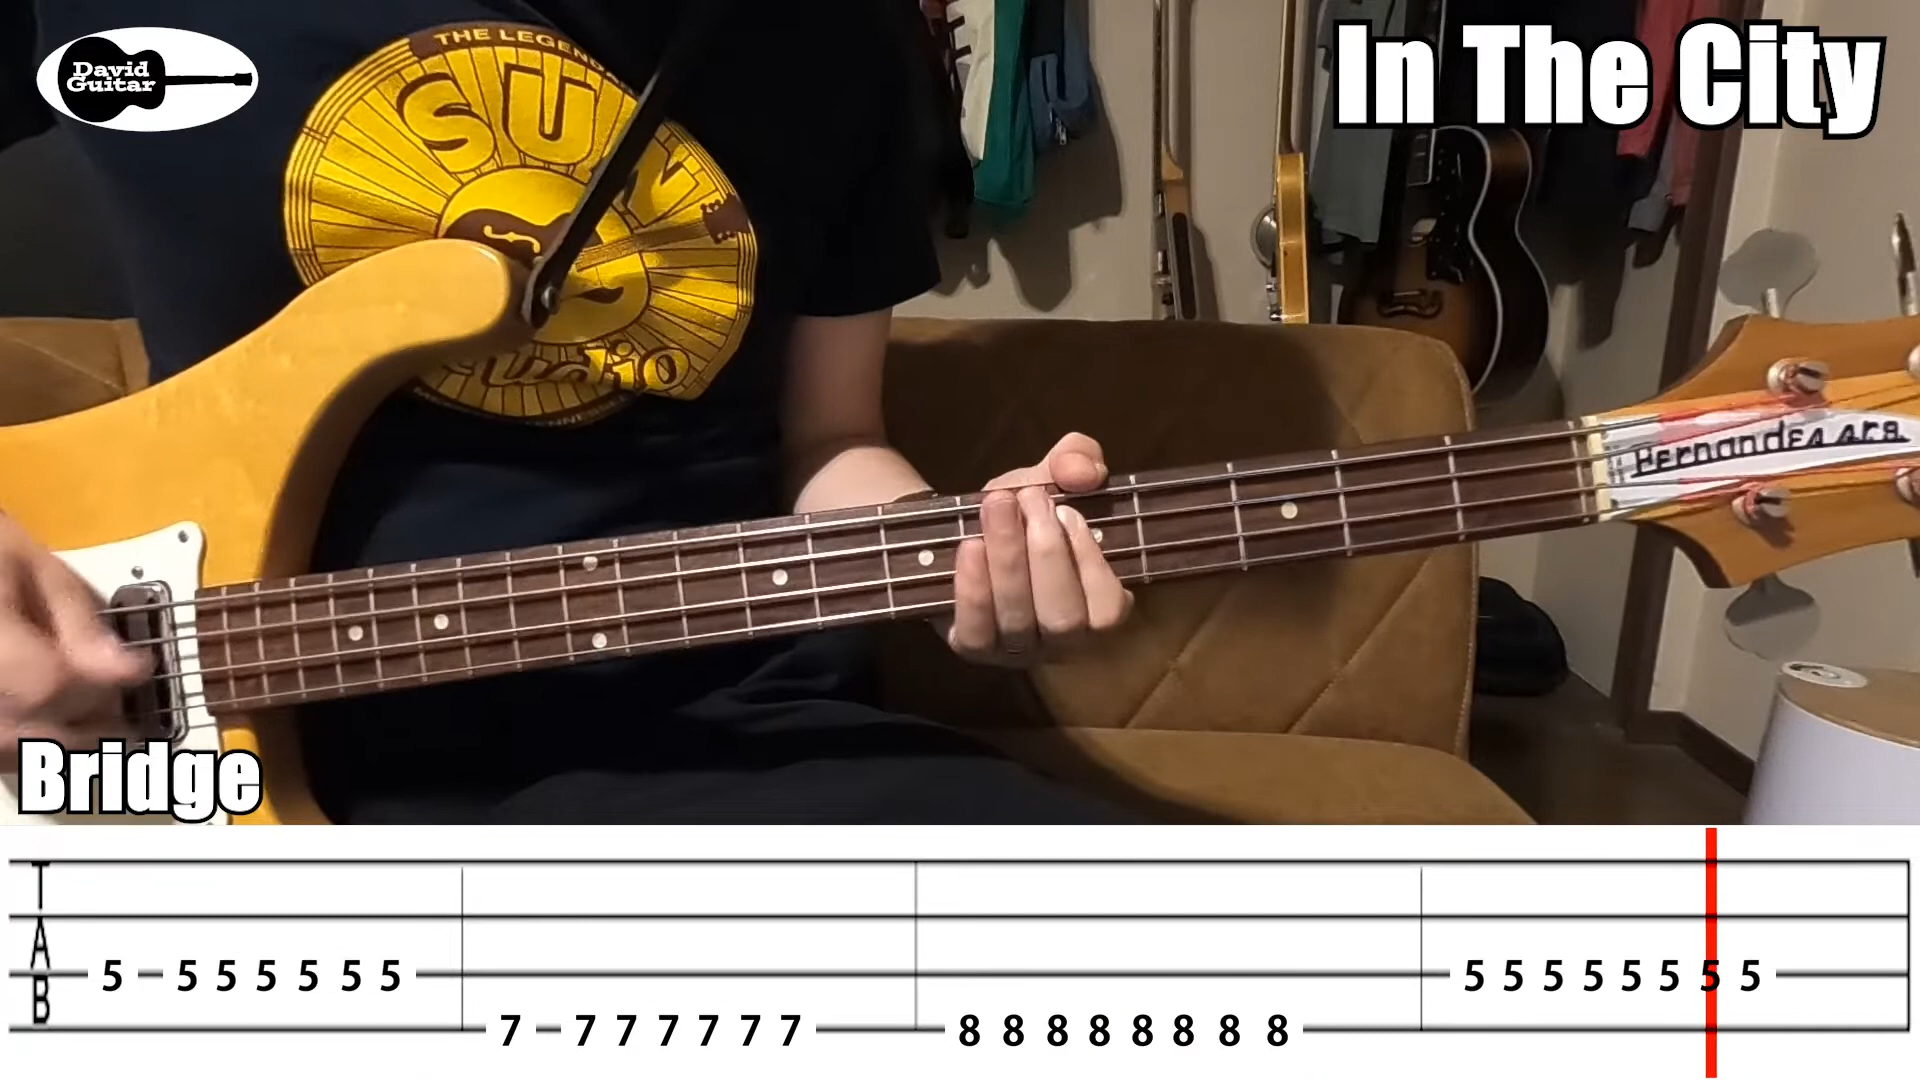 David
Guitar
In The City
THE LEGENDA
SUN
Studio
Bridge
T
A
B
5 5 5 5 5 5 5
7 7 7 7 7 7 7
8 8 8 8 8 8 8 8
5 5 5 5 5 5 5 5